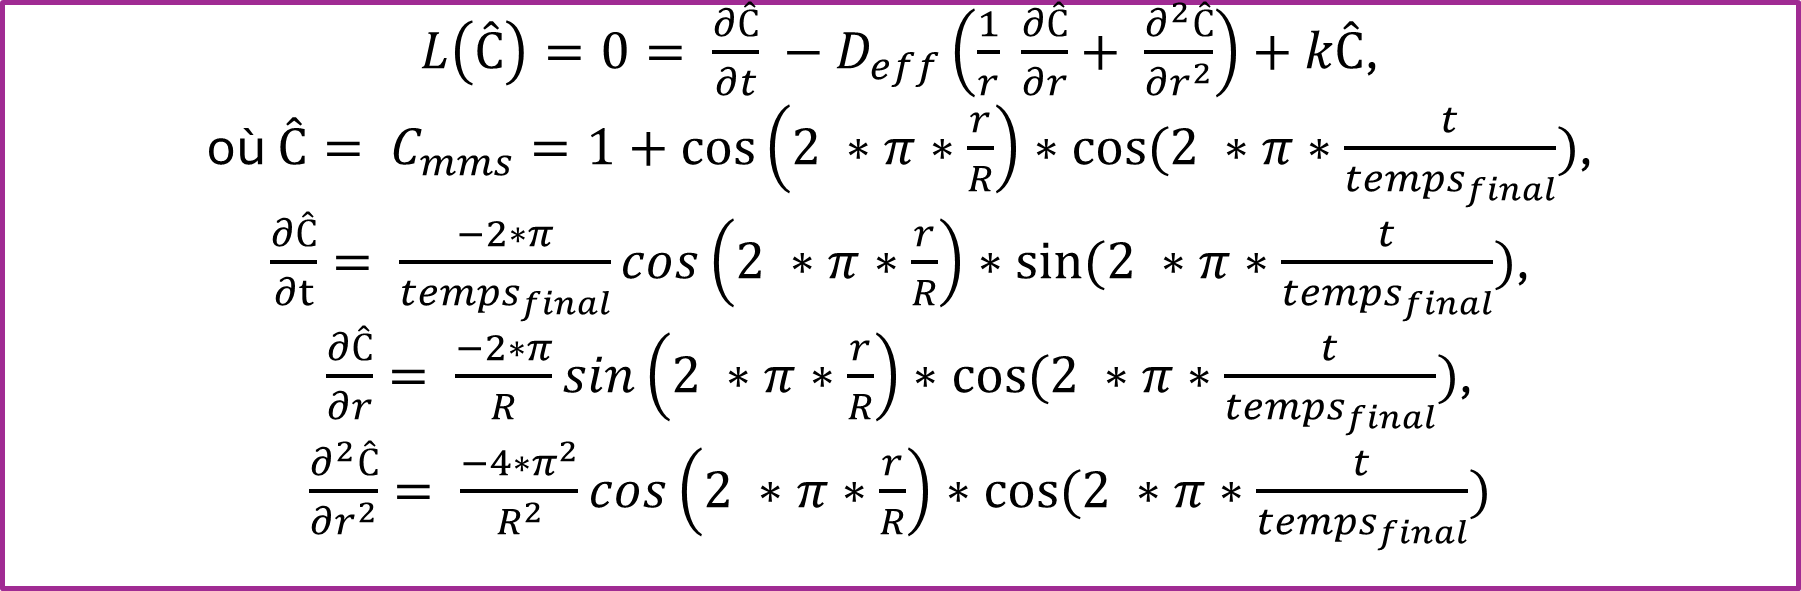 L(Ĉ) = 0 = ∂Ĉ/∂t − D_eff (1/r ∂Ĉ/∂r + ∂²Ĉ/∂r²) + kĈ,
où Ĉ = C_mms = 1 + cos(2 * π * r/R) * cos(2 * π * t/temps_final),
∂Ĉ/∂t = −2*π/temps_final cos(2 * π * r/R) * sin(2 * π * t/temps_final),
∂Ĉ/∂r = −2*π/R sin(2 * π * r/R) * cos(2 * π * t/temps_final),
∂²Ĉ/∂r² = −4*π²/R² cos(2 * π * r/R) * cos(2 * π * t/temps_final)